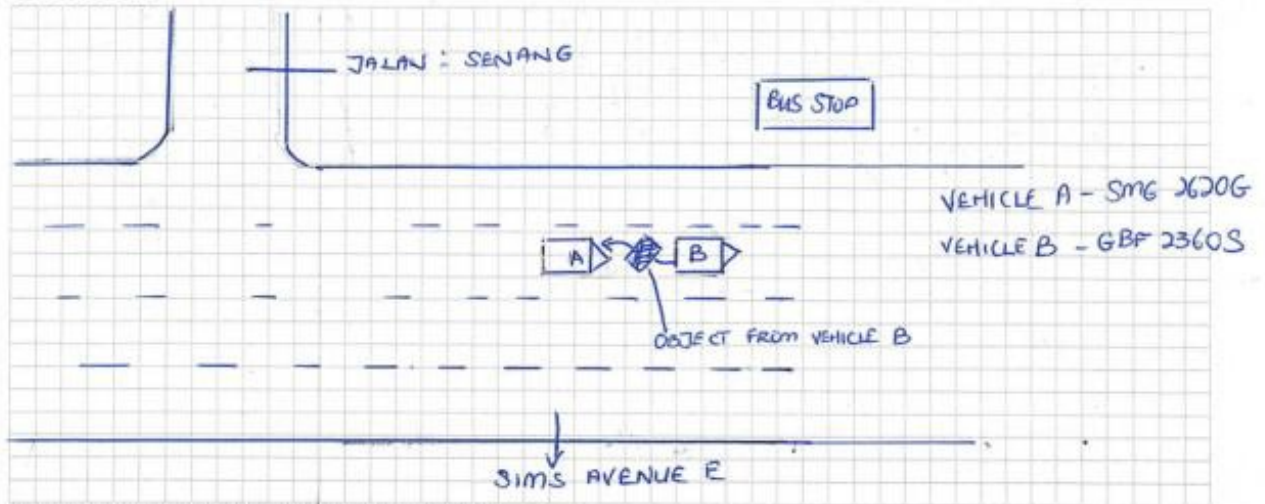 JALAN : SENANG
BUS STOP
VEHICLE A - SMG 2620G
VEHICLE B - GBF 2360S
A
B
OBJECT FROM VEHICLE B
SIMS AVENUE E